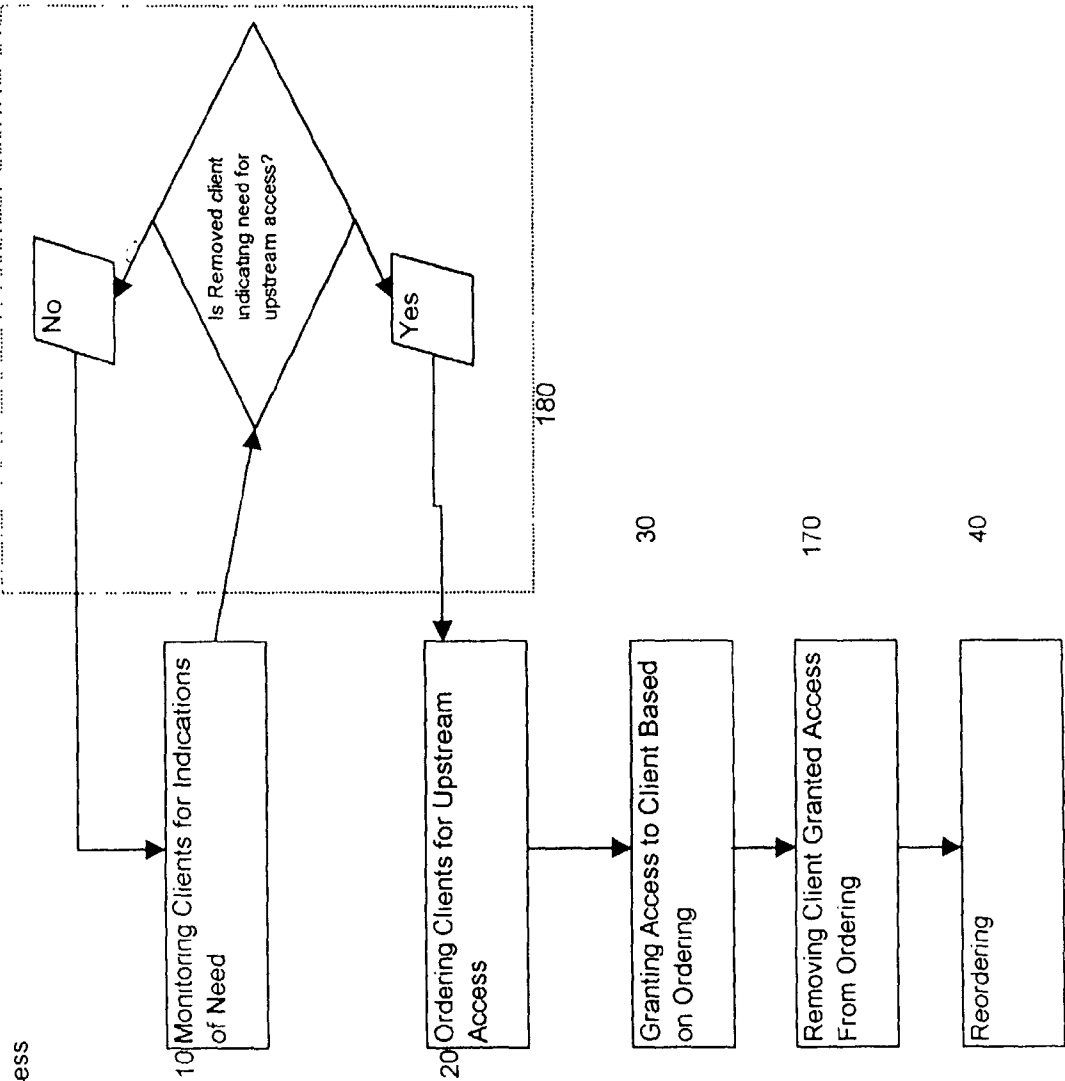 ess
No
Is Removed client
indicating need for
upstream access?
Yes
180
10 Monitoring Clients for Indications
of Need
20 Ordering Clients for Upstream
Access
Granting Access to Client Based
on Ordering
30
Removing Client Granted Access
From Ordering
170
Reordering
40